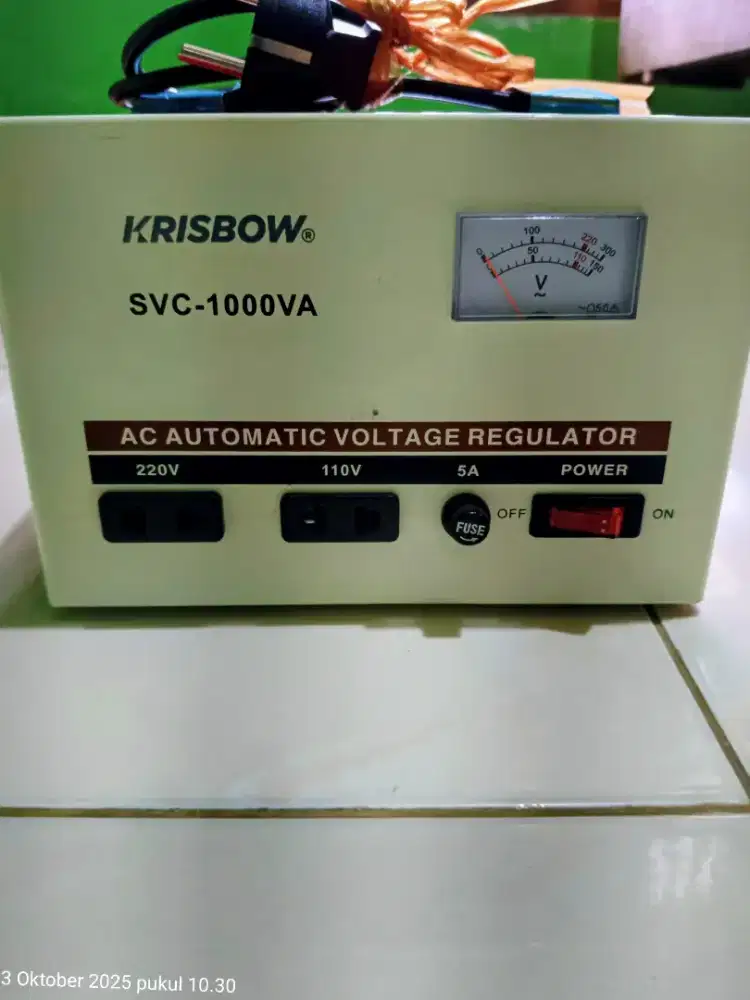 KRISBOW®
SVC-1000VA
0 100 220 300
50 110 150
V
~
AC AUTOMATIC VOLTAGE REGULATOR
220V 110V 5A POWER
FUSE OFF ON
3 Oktober 2025 pukul 10.30